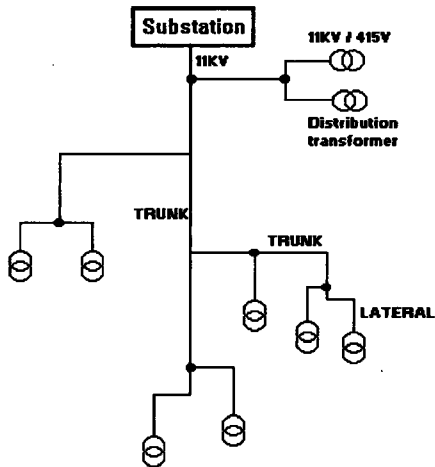 Substation
11KV
11KV / 415V
Distribution
transformer
TRUNK
TRUNK
LATERAL